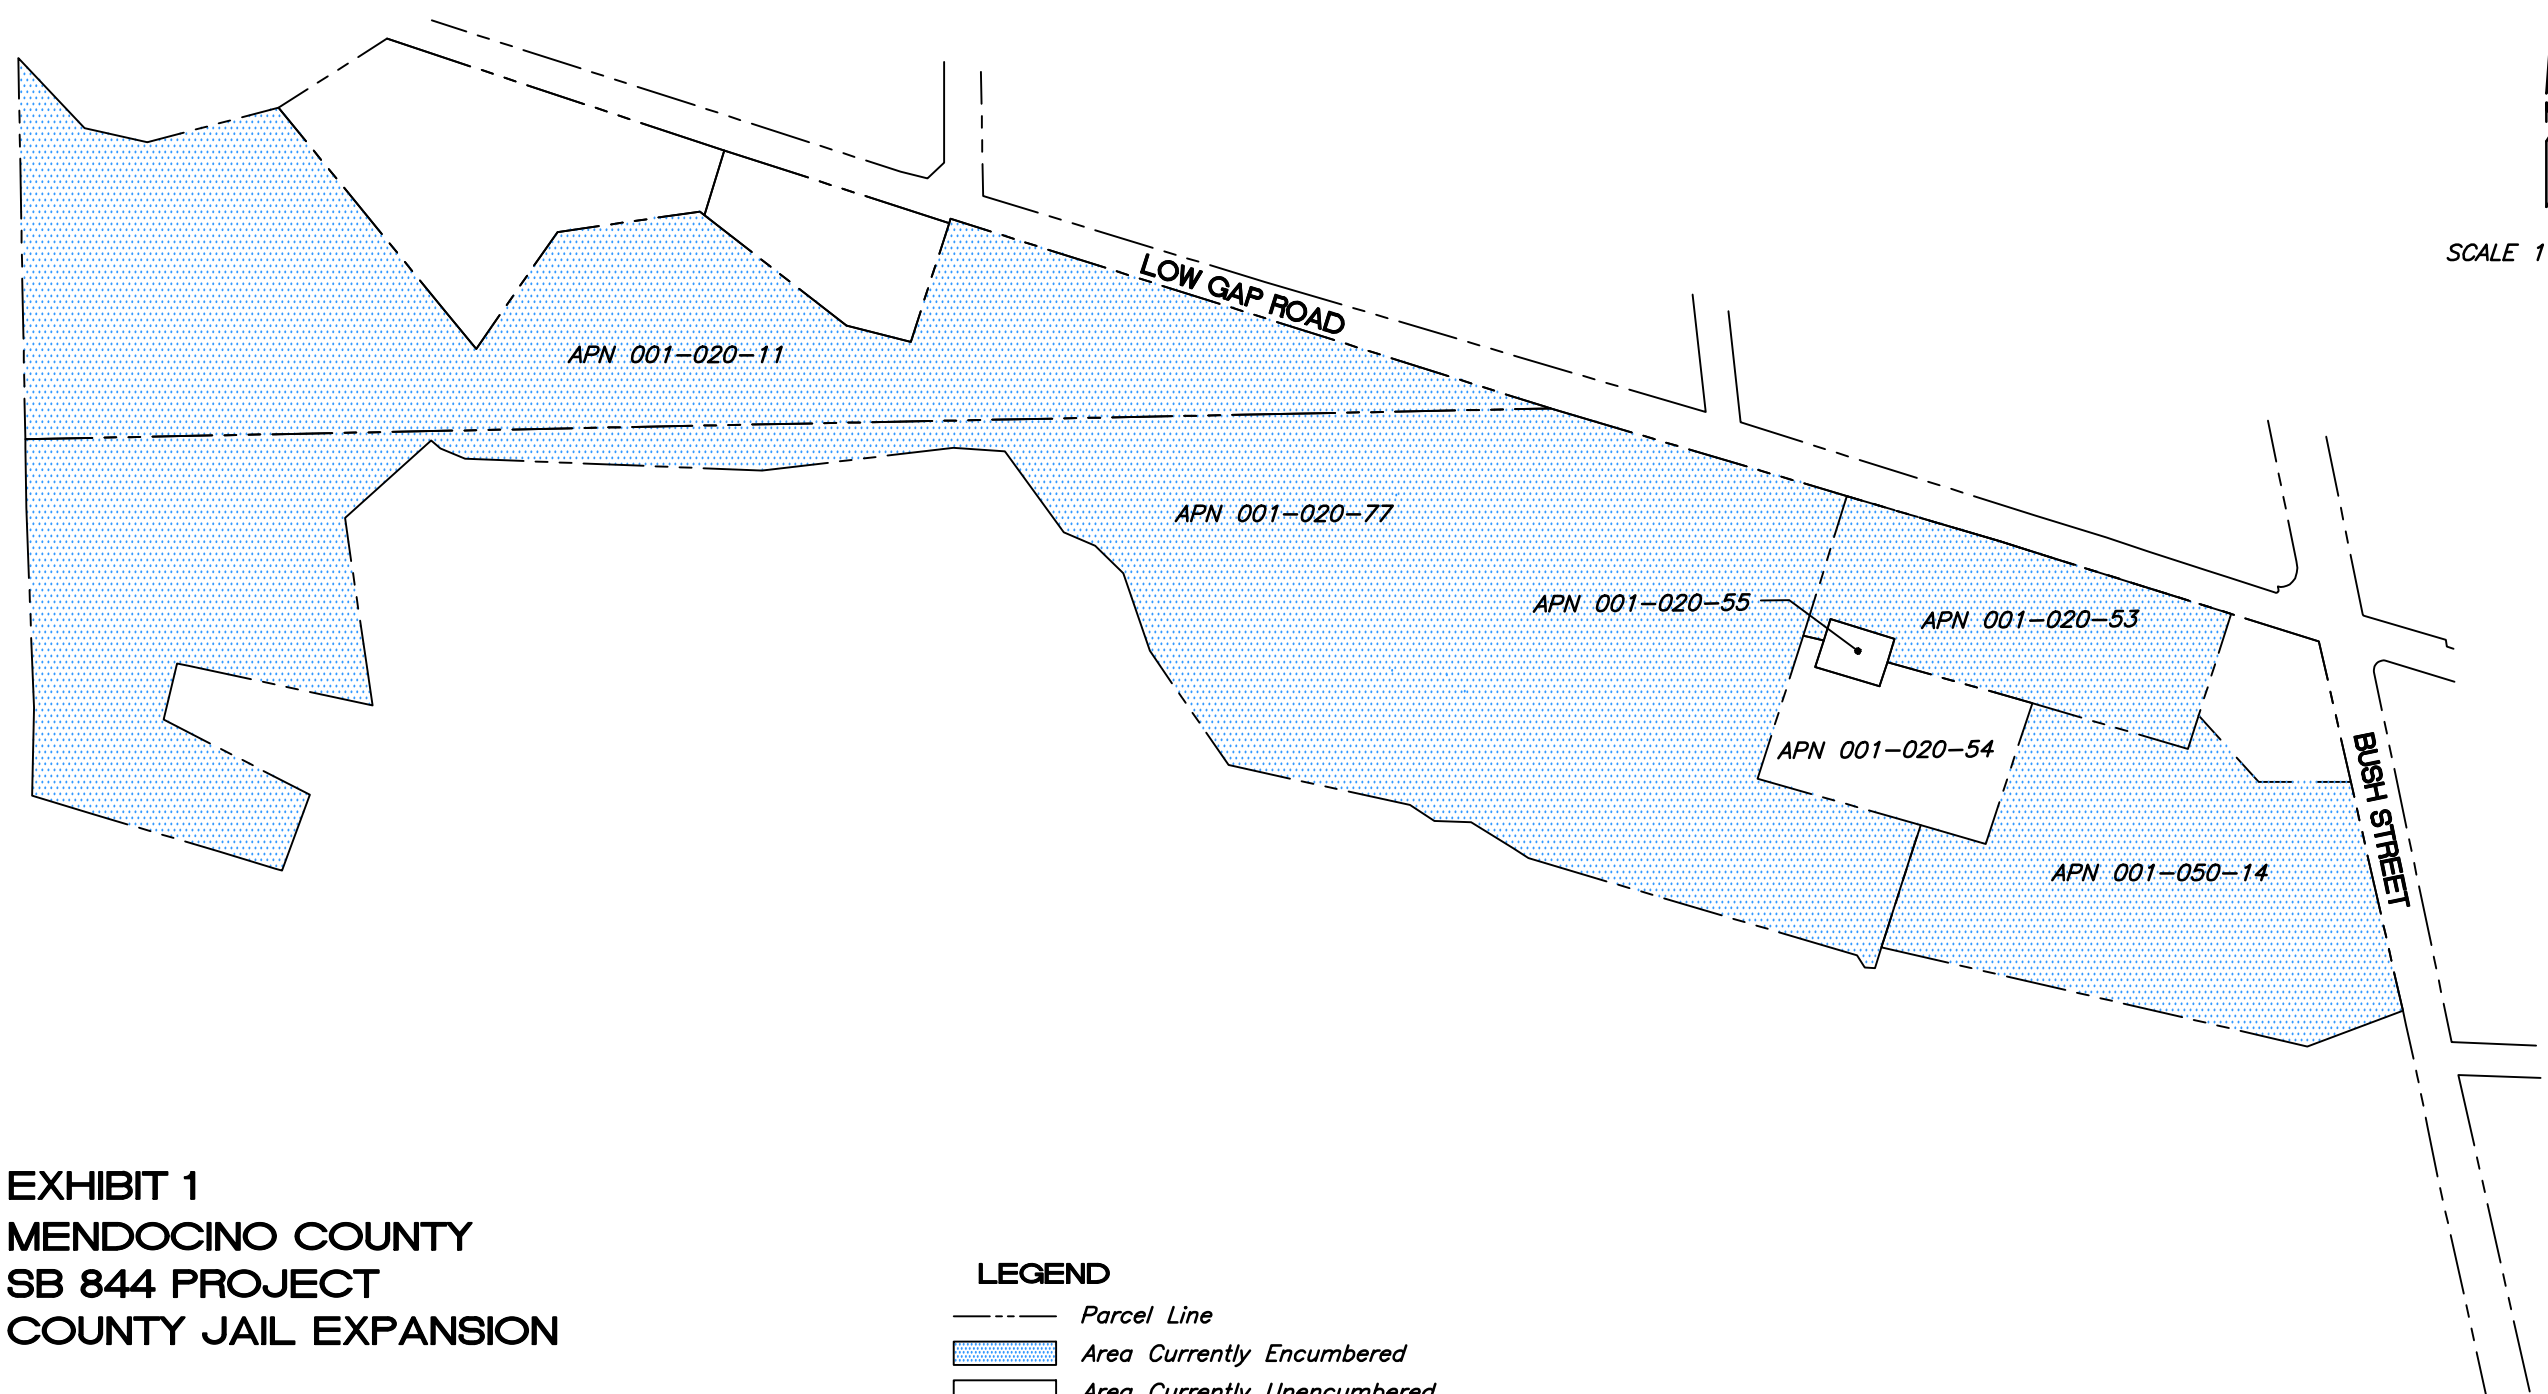 SCALE 1
LOW GAP ROAD
APN 001-020-11
APN 001-020-77
APN 001-020-55
APN 001-020-53
APN 001-020-54
BUSH STREET
APN 001-050-14
EXHIBIT 1
MENDOCINO COUNTY
SB 844 PROJECT
COUNTY JAIL EXPANSION
LEGEND
Parcel Line
Area Currently Encumbered
Area Currently Unencumbered